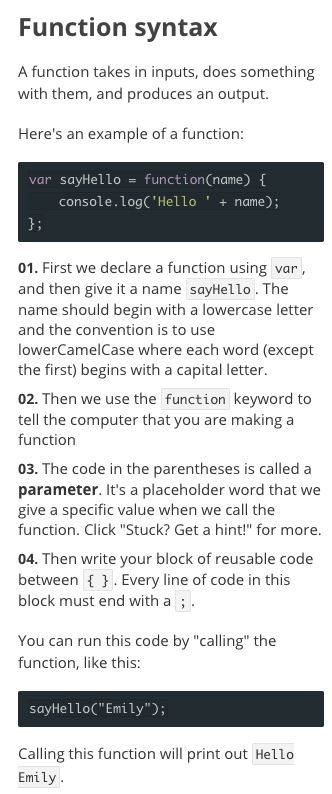 Function syntax
A function takes in inputs, does something
with them, and produces an output.
Here's an example of a function:
var sayHello = function(name) {
    console.log('Hello ' + name);
};
01. First we declare a function using var,
and then give it a name sayHello. The
name should begin with a lowercase letter
and the convention is to use
lowerCamelCase where each word (except
the first) begins with a capital letter.
02. Then we use the function keyword to
tell the computer that you are making a
function
03. The code in the parentheses is called a
parameter. It's a placeholder word that we
give a specific value when we call the
function. Click "Stuck? Get a hint!" for more.
04. Then write your block of reusable code
between { }. Every line of code in this
block must end with a ;.
You can run this code by "calling" the
function, like this:
sayHello("Emily");
Calling this function will print out Hello
Emily.